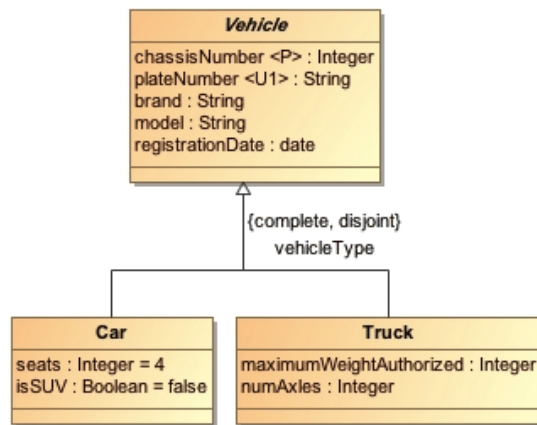 Vehicle
chassisNumber <P> : Integer
plateNumber <U1> : String
brand : String
model : String
registrationDate : date
{complete, disjoint}
vehicleType
Car
seats : Integer = 4
isSUV : Boolean = false
Truck
maximumWeightAuthorized : Integer
numAxles : Integer